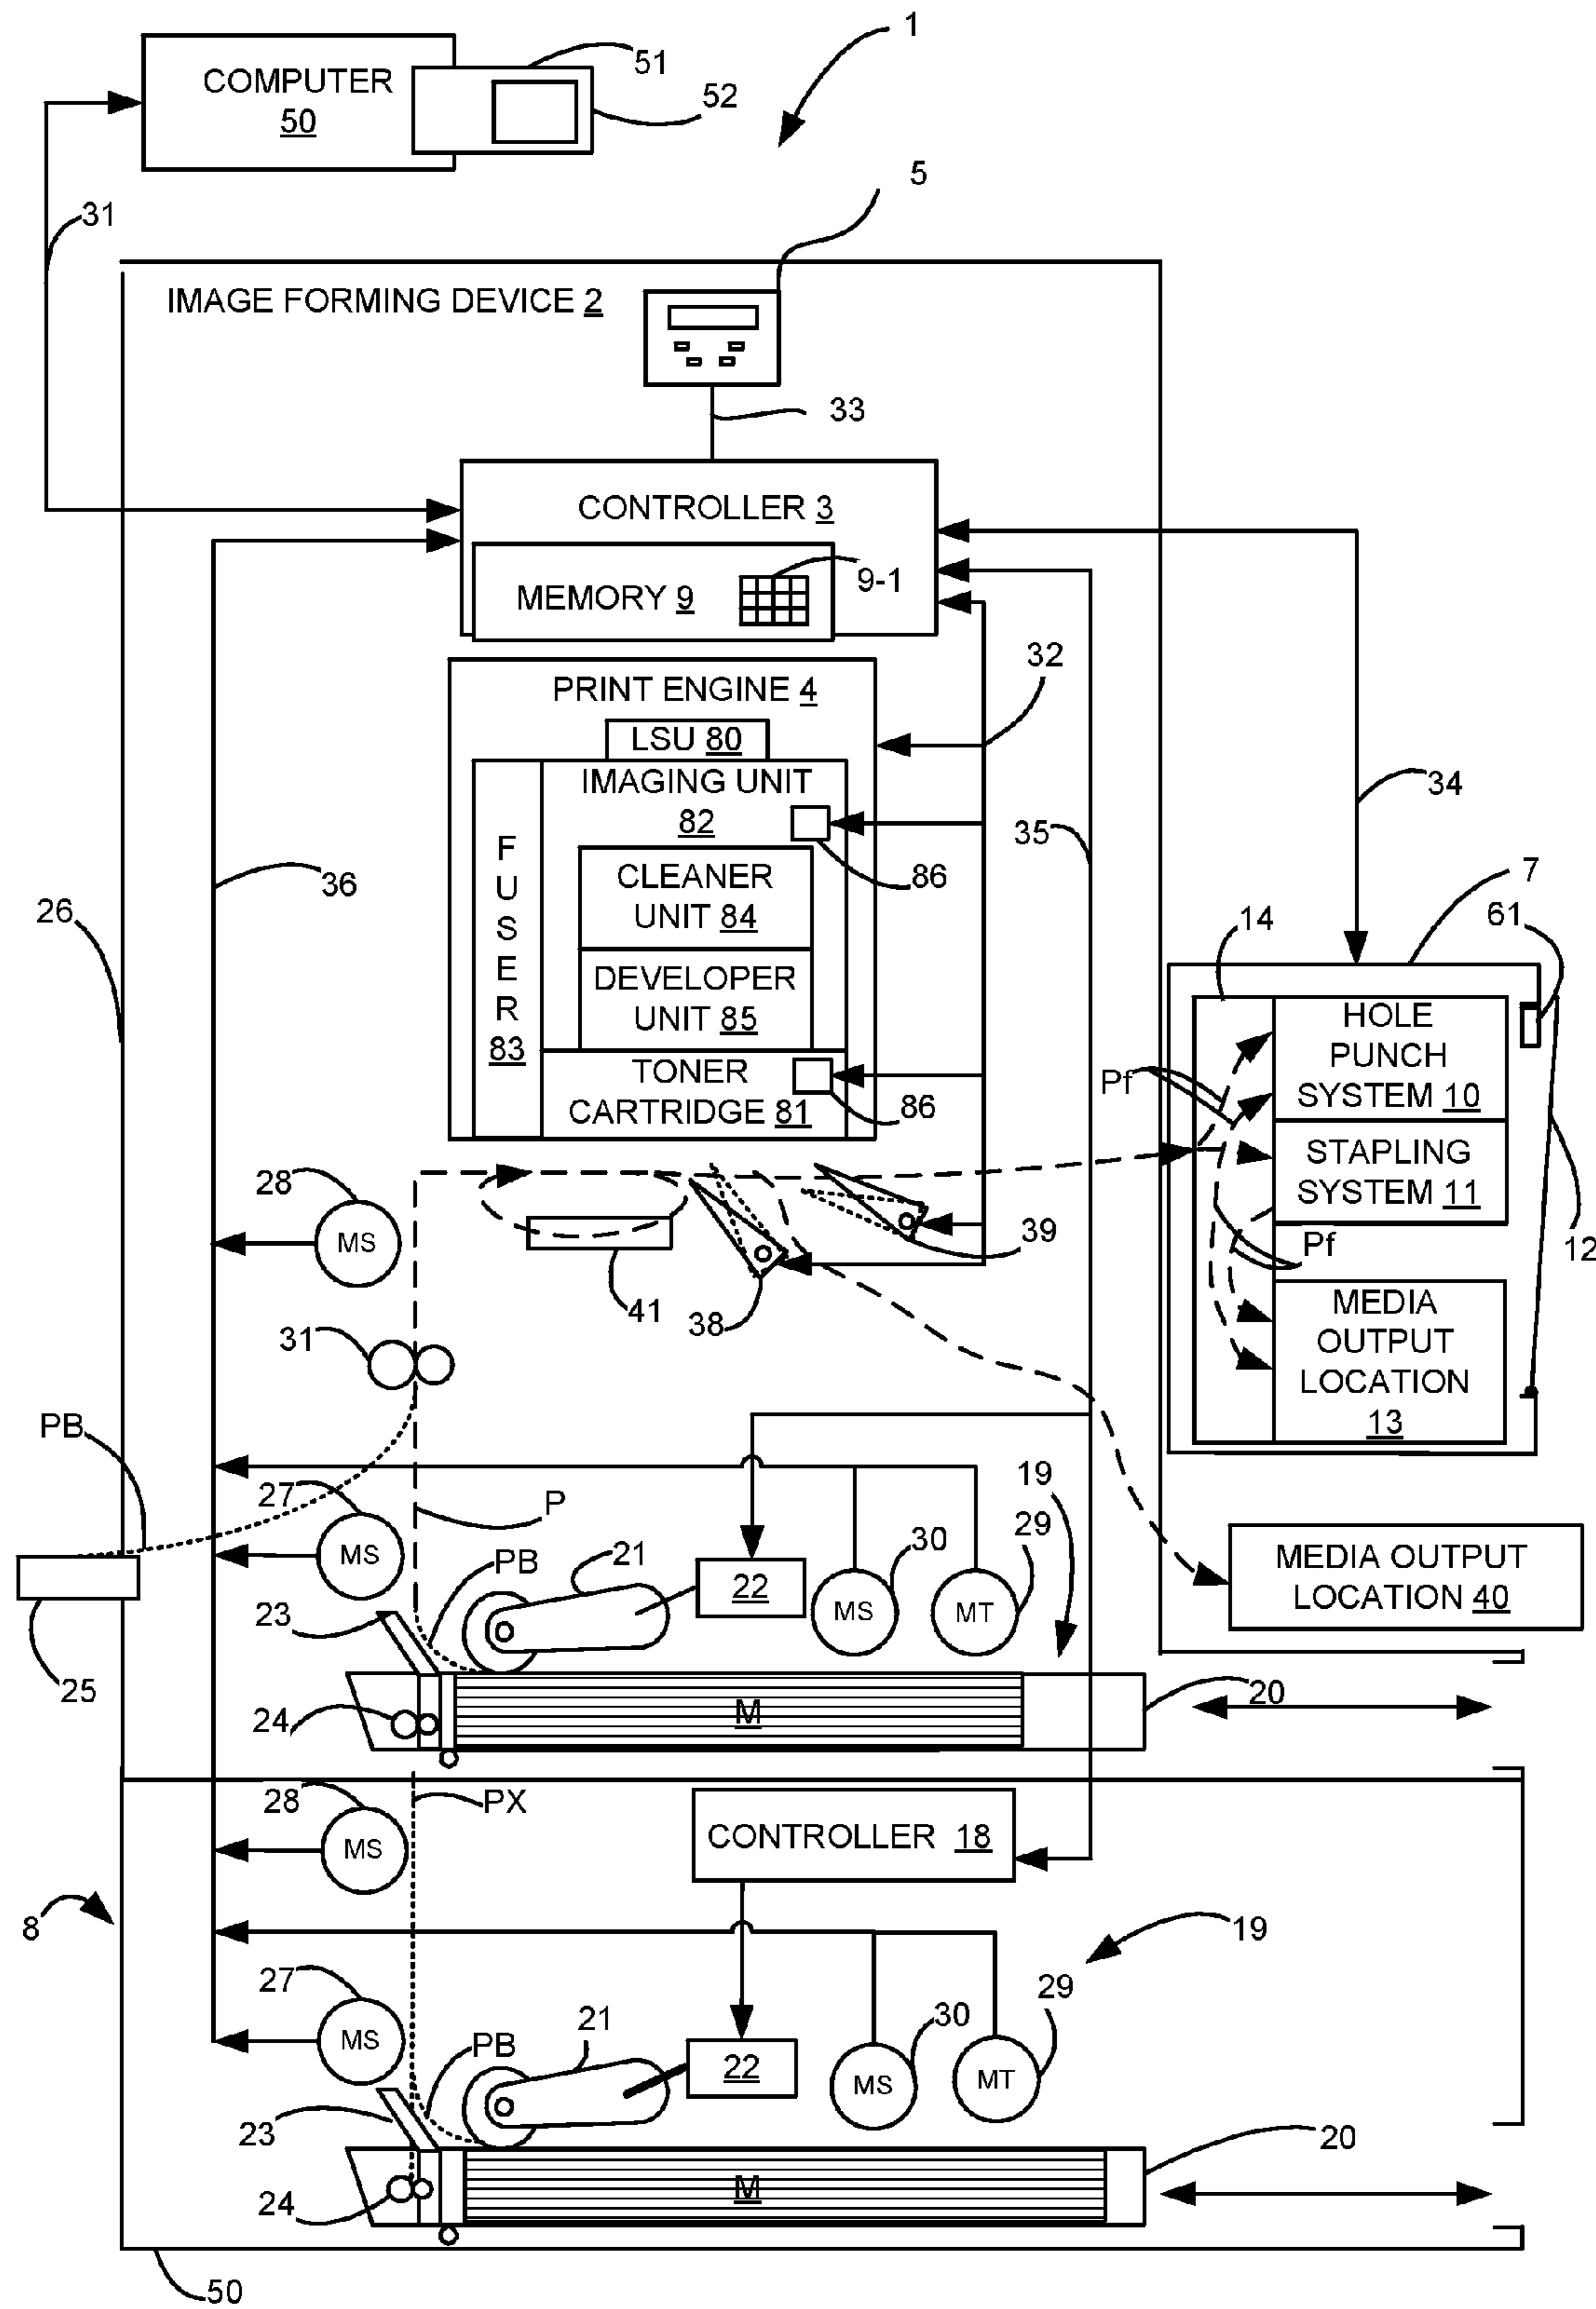 1
COMPUTER
50
51
52
31
5
IMAGE FORMING DEVICE 2
33
CONTROLLER 3
MEMORY 9
9-1
32
PRINT ENGINE 4
LSU 80
IMAGING UNIT
82
34
35
FUSER
83
CLEANER
UNIT 84
86
36
26
7
61
14
DEVELOPER
UNIT 85
HOLE
PUNCH
SYSTEM 10
Pf
TONER
CARTRIDGE 81
86
STAPLING
SYSTEM 11
28
MS
39
Pf
12
41
38
MEDIA
OUTPUT
LOCATION
13
31
PB
19
27
P
29
MS
PB
21
30
22
MS
MT
MEDIA OUTPUT
LOCATION 40
23
25
24
M
20
28
PX
MS
CONTROLLER 18
8
19
27
29
MS
21
30
PB
22
MS
MT
23
20
24
M
50